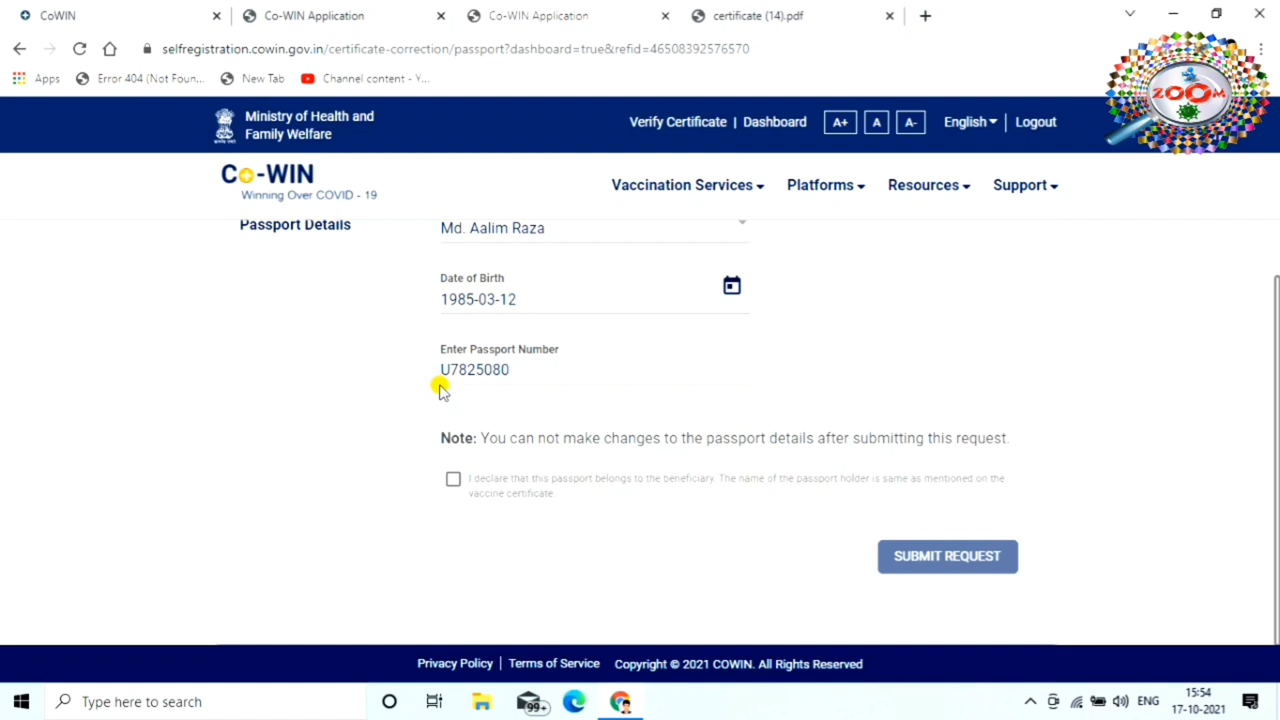 CoWIN
Co-WIN Application
Co-WIN Application
certificate (14).pdf
selfregistration.cowin.gov.in/certificate-correction/passport?dashboard=true&refid=46508392576570
Apps
Error 404 (Not Foun...
New Tab
Channel content - Y...
ZOOM
Ministry of Health and
Family Welfare
Verify Certificate | Dashboard
A+
A
A-
English
Logout
Co-WIN
Winning Over COVID - 19
Vaccination Services
Platforms
Resources
Support
Passport Details
Md. Aalim Raza
Date of Birth
1985-03-12
Enter Passport Number
U7825080
Note: You can not make changes to the passport details after submitting this request.
I declare that this passport belongs to the beneficiary. The name of the passport holder is same as mentioned on the
vaccine certificate.
SUBMIT REQUEST
Privacy Policy | Terms of Service
Copyright © 2021 COWIN. All Rights Reserved
Type here to search
99+
ENG
15:54
17-10-2021